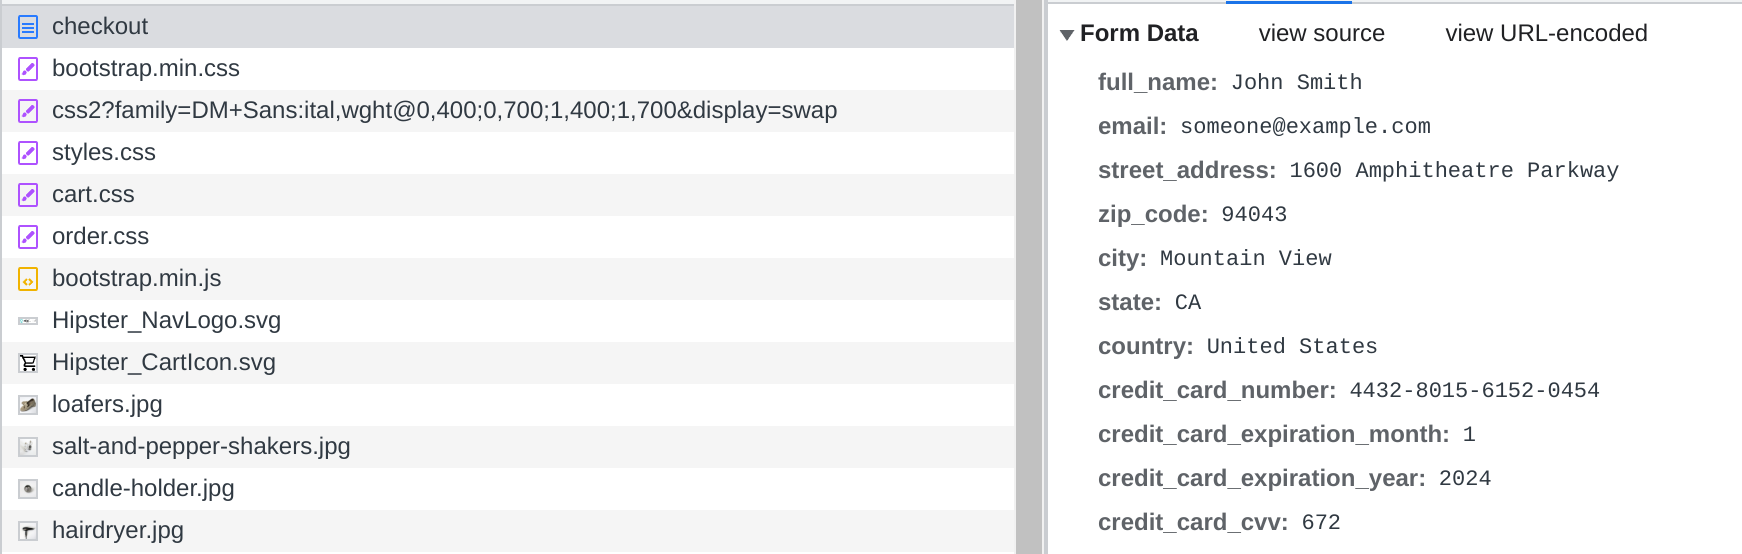 checkout
bootstrap.min.css
css2?family=DM+Sans:ital,wght@0,400;0,700;1,400;1,700&display=swap
styles.css
cart.css
order.css
bootstrap.min.js
Hipster_NavLogo.svg
Hipster_CartIcon.svg
loafers.jpg
salt-and-pepper-shakers.jpg
candle-holder.jpg
hairdryer.jpg
Form Data view source view URL-encoded
full_name: John Smith
email: someone@example.com
street_address: 1600 Amphitheatre Parkway
zip_code: 94043
city: Mountain View
state: CA
country: United States
credit_card_number: 4432-8015-6152-0454
credit_card_expiration_month: 1
credit_card_expiration_year: 2024
credit_card_cvv: 672